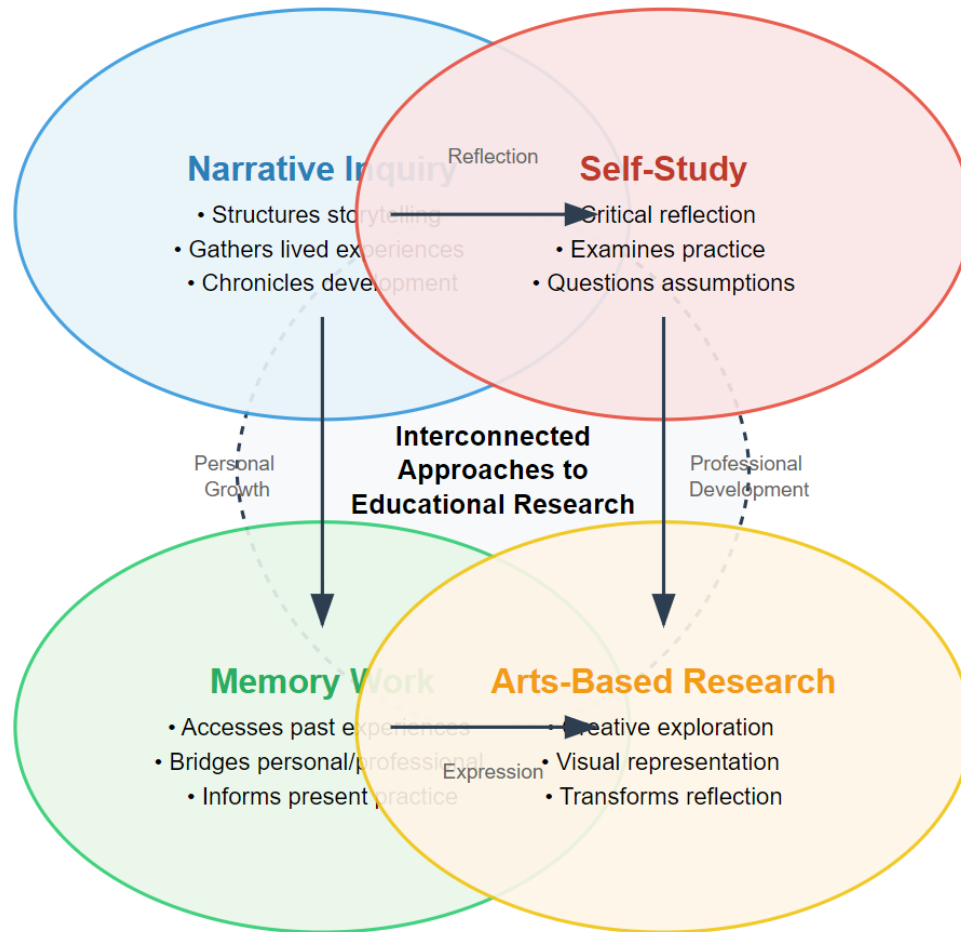 Narrative Inquiry
• Structures storytelling
• Gathers lived experiences
• Chronicles development
Reflection
Self-Study
• Critical reflection
• Examines practice
• Questions assumptions
Personal
Growth
Interconnected
Approaches to
Educational Research
Professional
Development
Memory Work
• Accesses past experiences
• Bridges personal/professional
• Informs present practice
Expression
Arts-Based Research
• Creative exploration
• Visual representation
• Transforms reflection